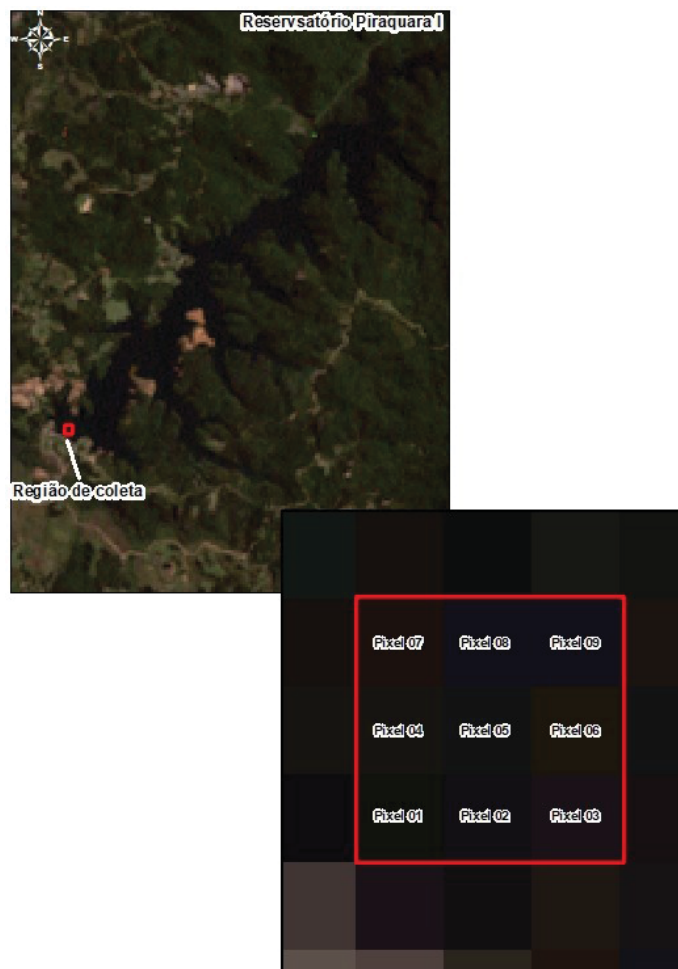 N
Reservsatório Piraquara I
W E
S
Região de coleta
Pixel 07 Pixel 08 Pixel 09
Pixel 04 Pixel 05 Pixel 06
Pixel 01 Pixel 02 Pixel 03